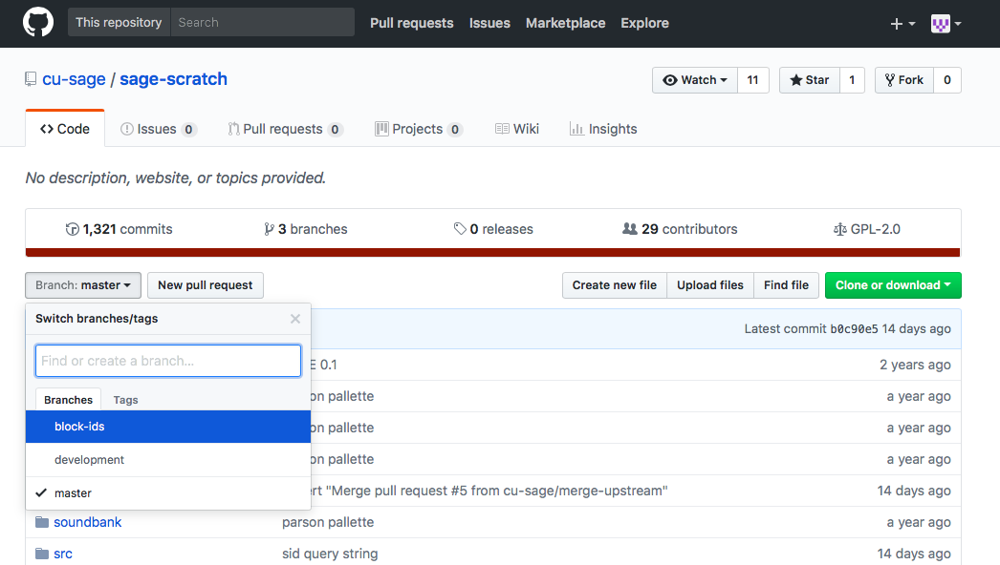 This repository Search Pull requests Issues Marketplace Explore
cu-sage / sage-scratch Watch 11 Star 1 Fork 0
Code Issues 0 Pull requests 0 Projects 0 Wiki Insights
No description, website, or topics provided.
1,321 commits 3 branches 0 releases 29 contributors GPL-2.0
Branch: master New pull request Create new file Upload files Find file Clone or download
Switch branches/tags
Latest commit b0c90e5 14 days ago
Find or create a branch...
E 0.1 2 years ago
on pallette a year ago
Branches Tags
block-ids on pallette a year ago
development on pallette a year ago
master ert "Merge pull request #5 from cu-sage/merge-upstream" 14 days ago
soundbank parson pallette a year ago
src sid query string 14 days ago